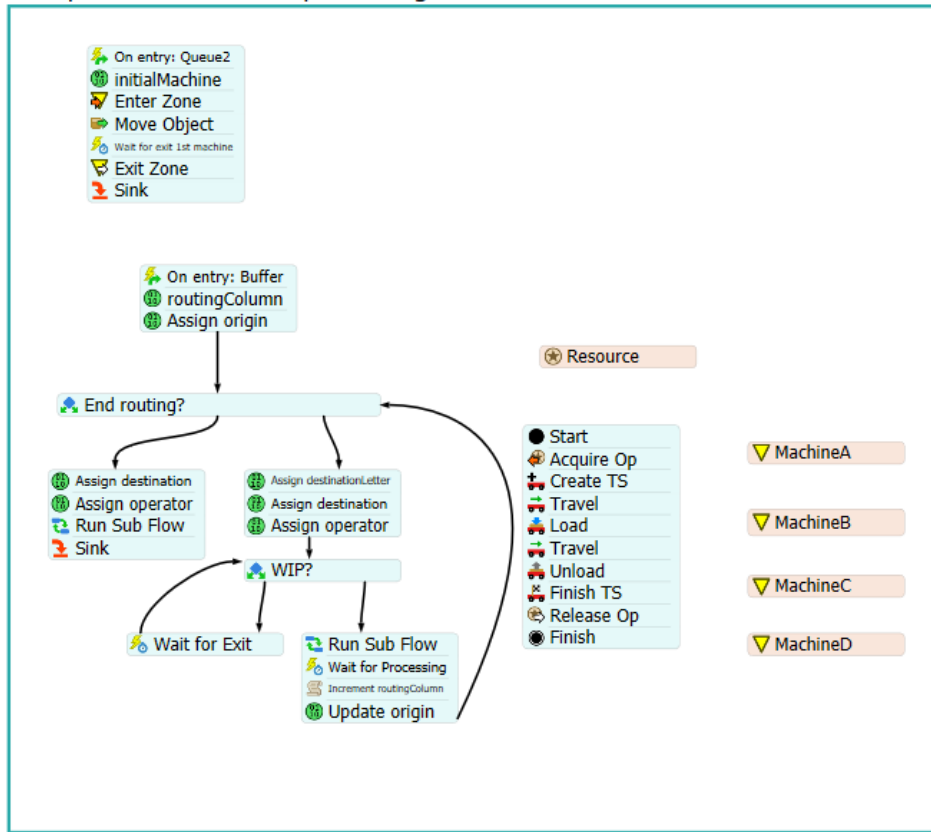 On entry: Queue2
initialMachine
Enter Zone
Move Object
Wait for exit 1st machine
Exit Zone
Sink
On entry: Buffer
routingColumn
Assign origin
Resource
End routing?
Start
Acquire Op
Create TS
Travel
Load
Travel
Unload
Finish TS
Release Op
Finish
MachineA
MachineB
MachineC
MachineD
Assign destination
Assign operator
Run Sub Flow
Sink
Assign destinationLetter
Assign destination
Assign operator
WIP?
Wait for Exit
Run Sub Flow
Wait for Processing
Increment routingColumn
Update origin